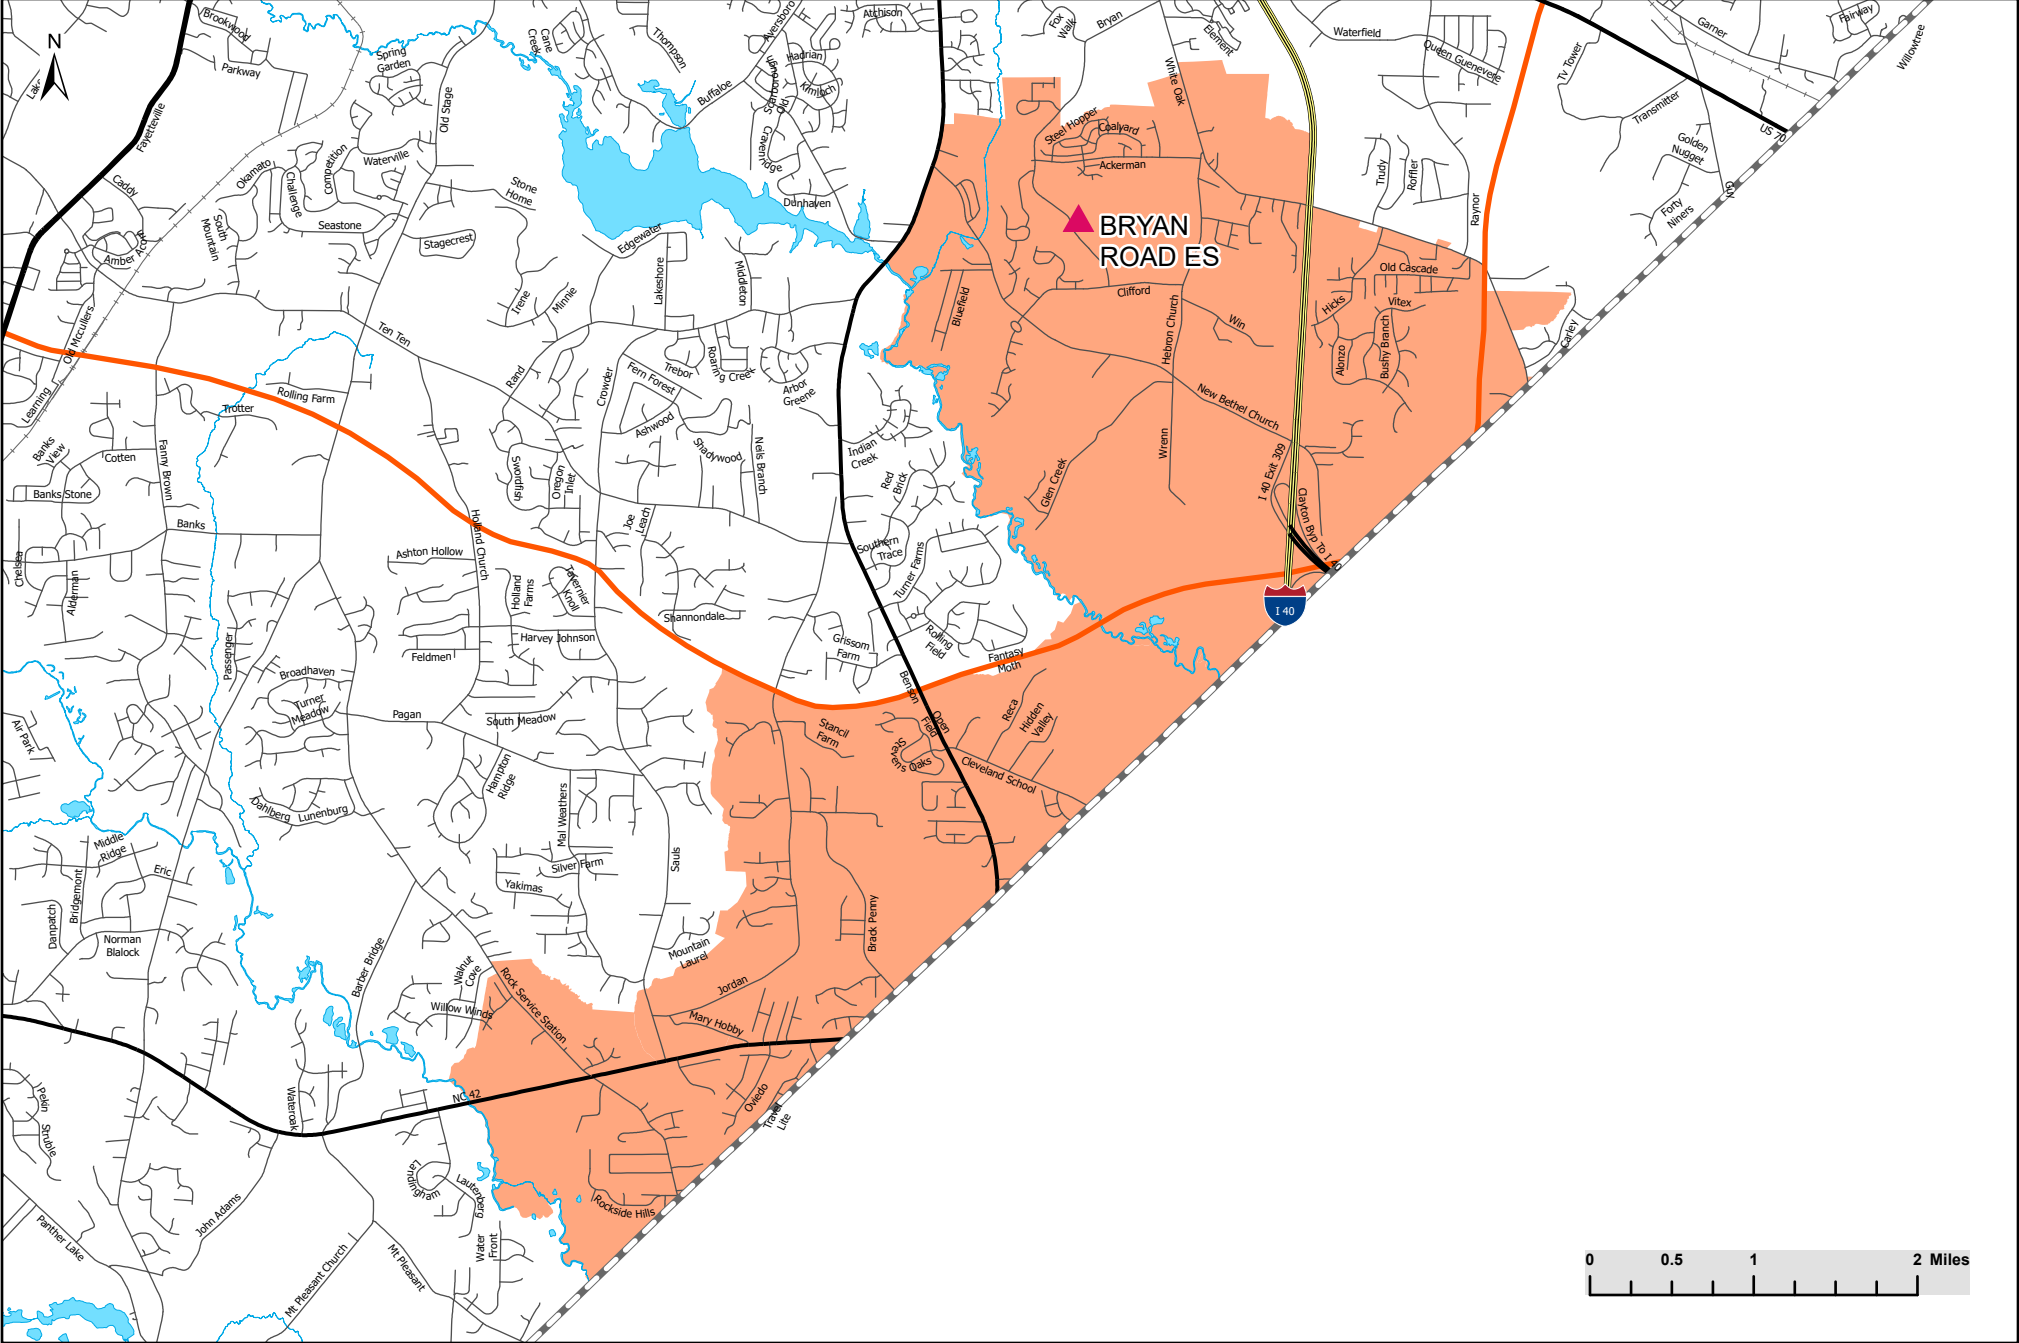 N
Brookwood
Parkway
Spring
Garden
Cane
Creek
Thompson
Aversboro
Atchison
Hadrian
Kimloch
Old
Scarborough
Buffaloe
Cravenridge
Dunhaven
Fox
Walk
Bryan
Element
White Oak
Waterfield
Queen Guenevere
Tv Tower
Garner
Fairway
Willowtree
Transmitter
US 70
Golden
Nugget
Guy
Forty
Niners
Fayetteville
Old Stage
Caddy
Okamato
Challenge
Competition
Waterville
Stone
Home
Seastone
South
Mountain
Stagecrest
Amber
Arco
Edgewater
Lakeshore
Middleton
Irene
Minnie
Steel Hopper
Coalyard
Ackerman
Trudy
Roffler
Raynor
BRYAN
ROAD ES
Clifford
Bluefield
Hebron Church
Win
Old Cascade
Hicks
Vitex
Alonzo
Bushy Branch
Carley
Old Mccullers
Ten Ten
Learning
Rolling Farm
Trotter
Rand
Crowder
Fern Forest
Trebor
Roaring Creek
Arbor
Greene
Ashwood
Shadywood
Neils Branch
Indian
Creek
Red
Brick
New Bethel Church
Wrenn
Glen Creek
I 40 Exit 309
Clayton Byp To I 40
I 40
Banks
View
Cotten
Fanny Brown
Banks Stone
Banks
Swordfish
Oregon
Inlet
Joe
Leach
Holland Church
Ashton Hollow
Chelsea
Alderman
Holland
Farms
Tavernier
Knoll
Southern
Trace
Turner Farms
Shannondale
Harvey Johnson
Feldmen
Passenger
Grisson
Farm
Rolling
Field
Fantasy
Moth
Benson
Broadhaven
Turner
Meadow
Pagan
South Meadow
Air Park
Stancil
Farm
Open
Field
Stevens Oaks
Reca
Hidden
Valley
Cleveland School
Hampton
Ridge
Dahlberg
Lunenburg
Mal Weathers
Middle
Ridge
Eric
Silver Farm
Yakimas
Sauls
Bridgemont
Danpatch
Norman
Blalock
Brack Penny
Barber Bridge
Walnut
Cove
Mountain
Laurel
Rock Service Station
Willow Winds
Jordan
Mary Hobby
NC 42
Oviedo
Travel
Lite
Pekin
Struble
Wateroak
Landingham
Lautenberg
Rockside Hills
John Adams
Panther Lake
Water
Front
Mt Pleasant
Mt Pleasant Church
0 0.5 1 2 Miles